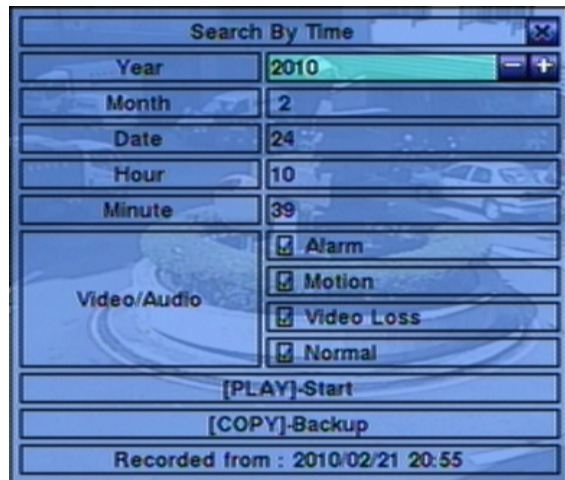 Search By Time
Year 2010
Month 2
Date 24
Hour 10
Minute 39
Video/Audio
Alarm
Motion
Video Loss
Normal
[PLAY]-Start
[COPY]-Backup
Recorded from : 2010/02/21 20:55